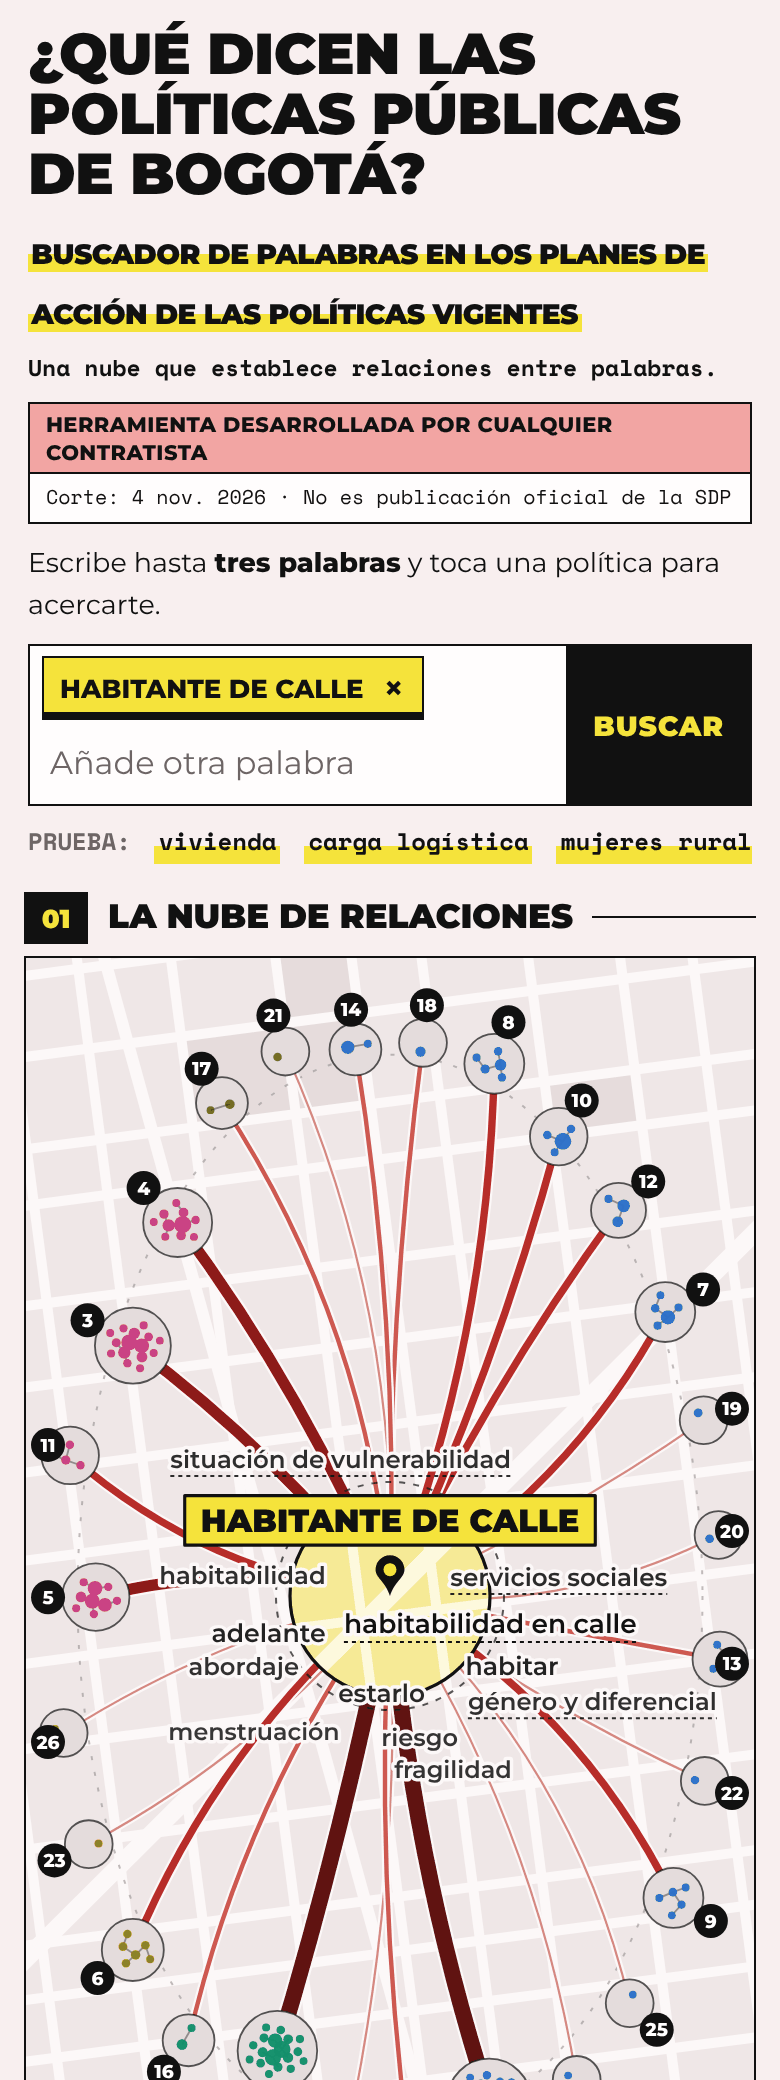 ¿QUÉ DICEN LAS
POLÍTICAS PÚBLICAS
DE BOGOTÁ?
BUSCADOR DE PALABRAS EN LOS PLANES DE
ACCIÓN DE LAS POLÍTICAS VIGENTES
Una nube que establece relaciones entre palabras.
HERRAMIENTA DESARROLLADA POR CUALQUIER
CONTRATISTA
Corte: 4 nov. 2026 · No es publicación oficial de la SDP
Escribe hasta tres palabras y toca una política para
acercarte.
HABITANTE DE CALLE ×
Añade otra palabra
BUSCAR
PRUEBA: vivienda carga logística mujeres rural
01 LA NUBE DE RELACIONES
18
14
21
8
17
10
12
4
7
3
19
11
situación de vulnerabilidad
HABITANTE DE CALLE
20
habitabilidad
servicios sociales
5
habitabilidad en calle
adelante
13
abordaje
habitar
estarlo
género y diferencial
menstruación
riesgo
26
fragilidad
22
23
9
6
25
16